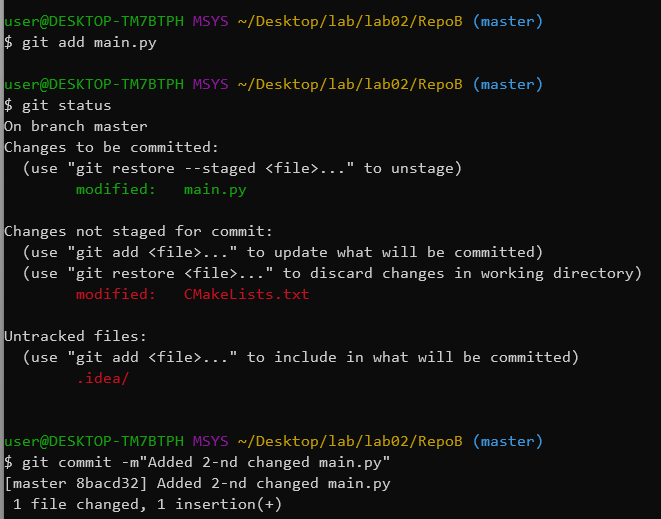 user@DESKTOP-TM7BTPH MSYS ~/Desktop/lab/lab02/RepoB (master)
$ git add main.py
user@DESKTOP-TM7BTPH MSYS ~/Desktop/lab/lab02/RepoB (master)
$ git status
On branch master
Changes to be committed:
  (use "git restore --staged <file>..." to unstage)
        modified:   main.py
Changes not staged for commit:
  (use "git add <file>..." to update what will be committed)
  (use "git restore <file>..." to discard changes in working directory)
        modified:   CMakeLists.txt
Untracked files:
  (use "git add <file>..." to include in what will be committed)
        .idea/
user@DESKTOP-TM7BTPH MSYS ~/Desktop/lab/lab02/RepoB (master)
$ git commit -m"Added 2-nd changed main.py"
[master 8bacd32] Added 2-nd changed main.py
 1 file changed, 1 insertion(+)